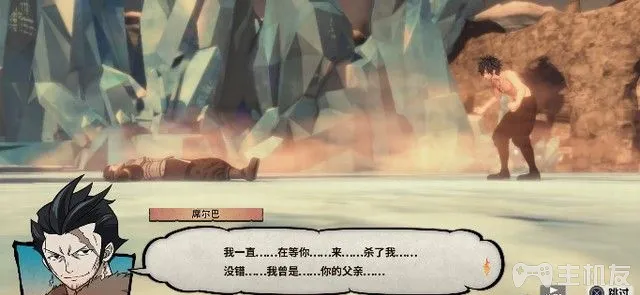 席尔巴
我一直……在等你……来……杀了我……
没错……我曾是……你的父亲……
主机友
跳过